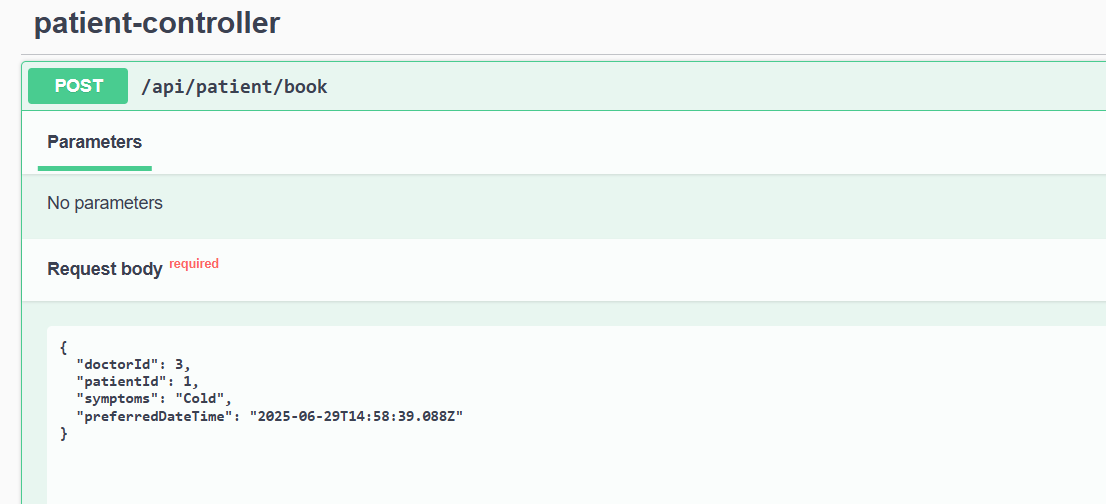 patient-controller
POST /api/patient/book
Parameters
No parameters
Request body required
{
  "doctorId": 3,
  "patientId": 1,
  "symptoms": "Cold",
  "preferredDateTime": "2025-06-29T14:58:39.088Z"
}